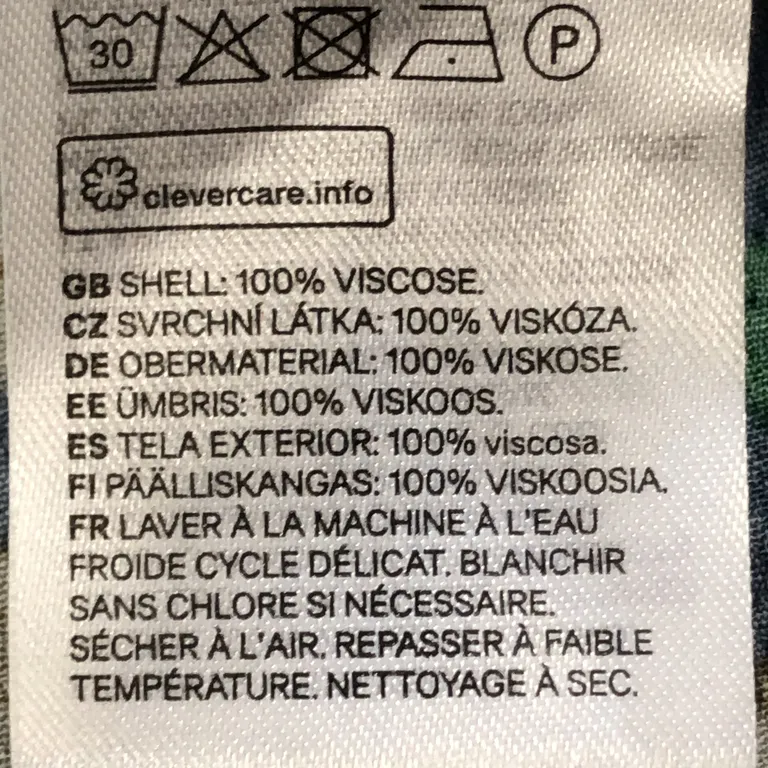 30
P
clevercare.info
GB SHELL: 100% VISCOSE.
CZ SVRCHNÍ LÁTKA: 100% VISKÓZA.
DE OBERMATERIAL: 100% VISKOSE.
EE ÜMBRIS: 100% VISKOOS.
ES TELA EXTERIOR: 100% viscosa.
FI PÄÄLLISKANGAS: 100% VISKOOSIA.
FR LAVER À LA MACHINE À L'EAU
FROIDE CYCLE DÉLICAT. BLANCHIR
SANS CHLORE SI NÉCESSAIRE.
SÉCHER À L'AIR. REPASSER À FAIBLE
TEMPÉRATURE. NETTOYAGE À SEC.